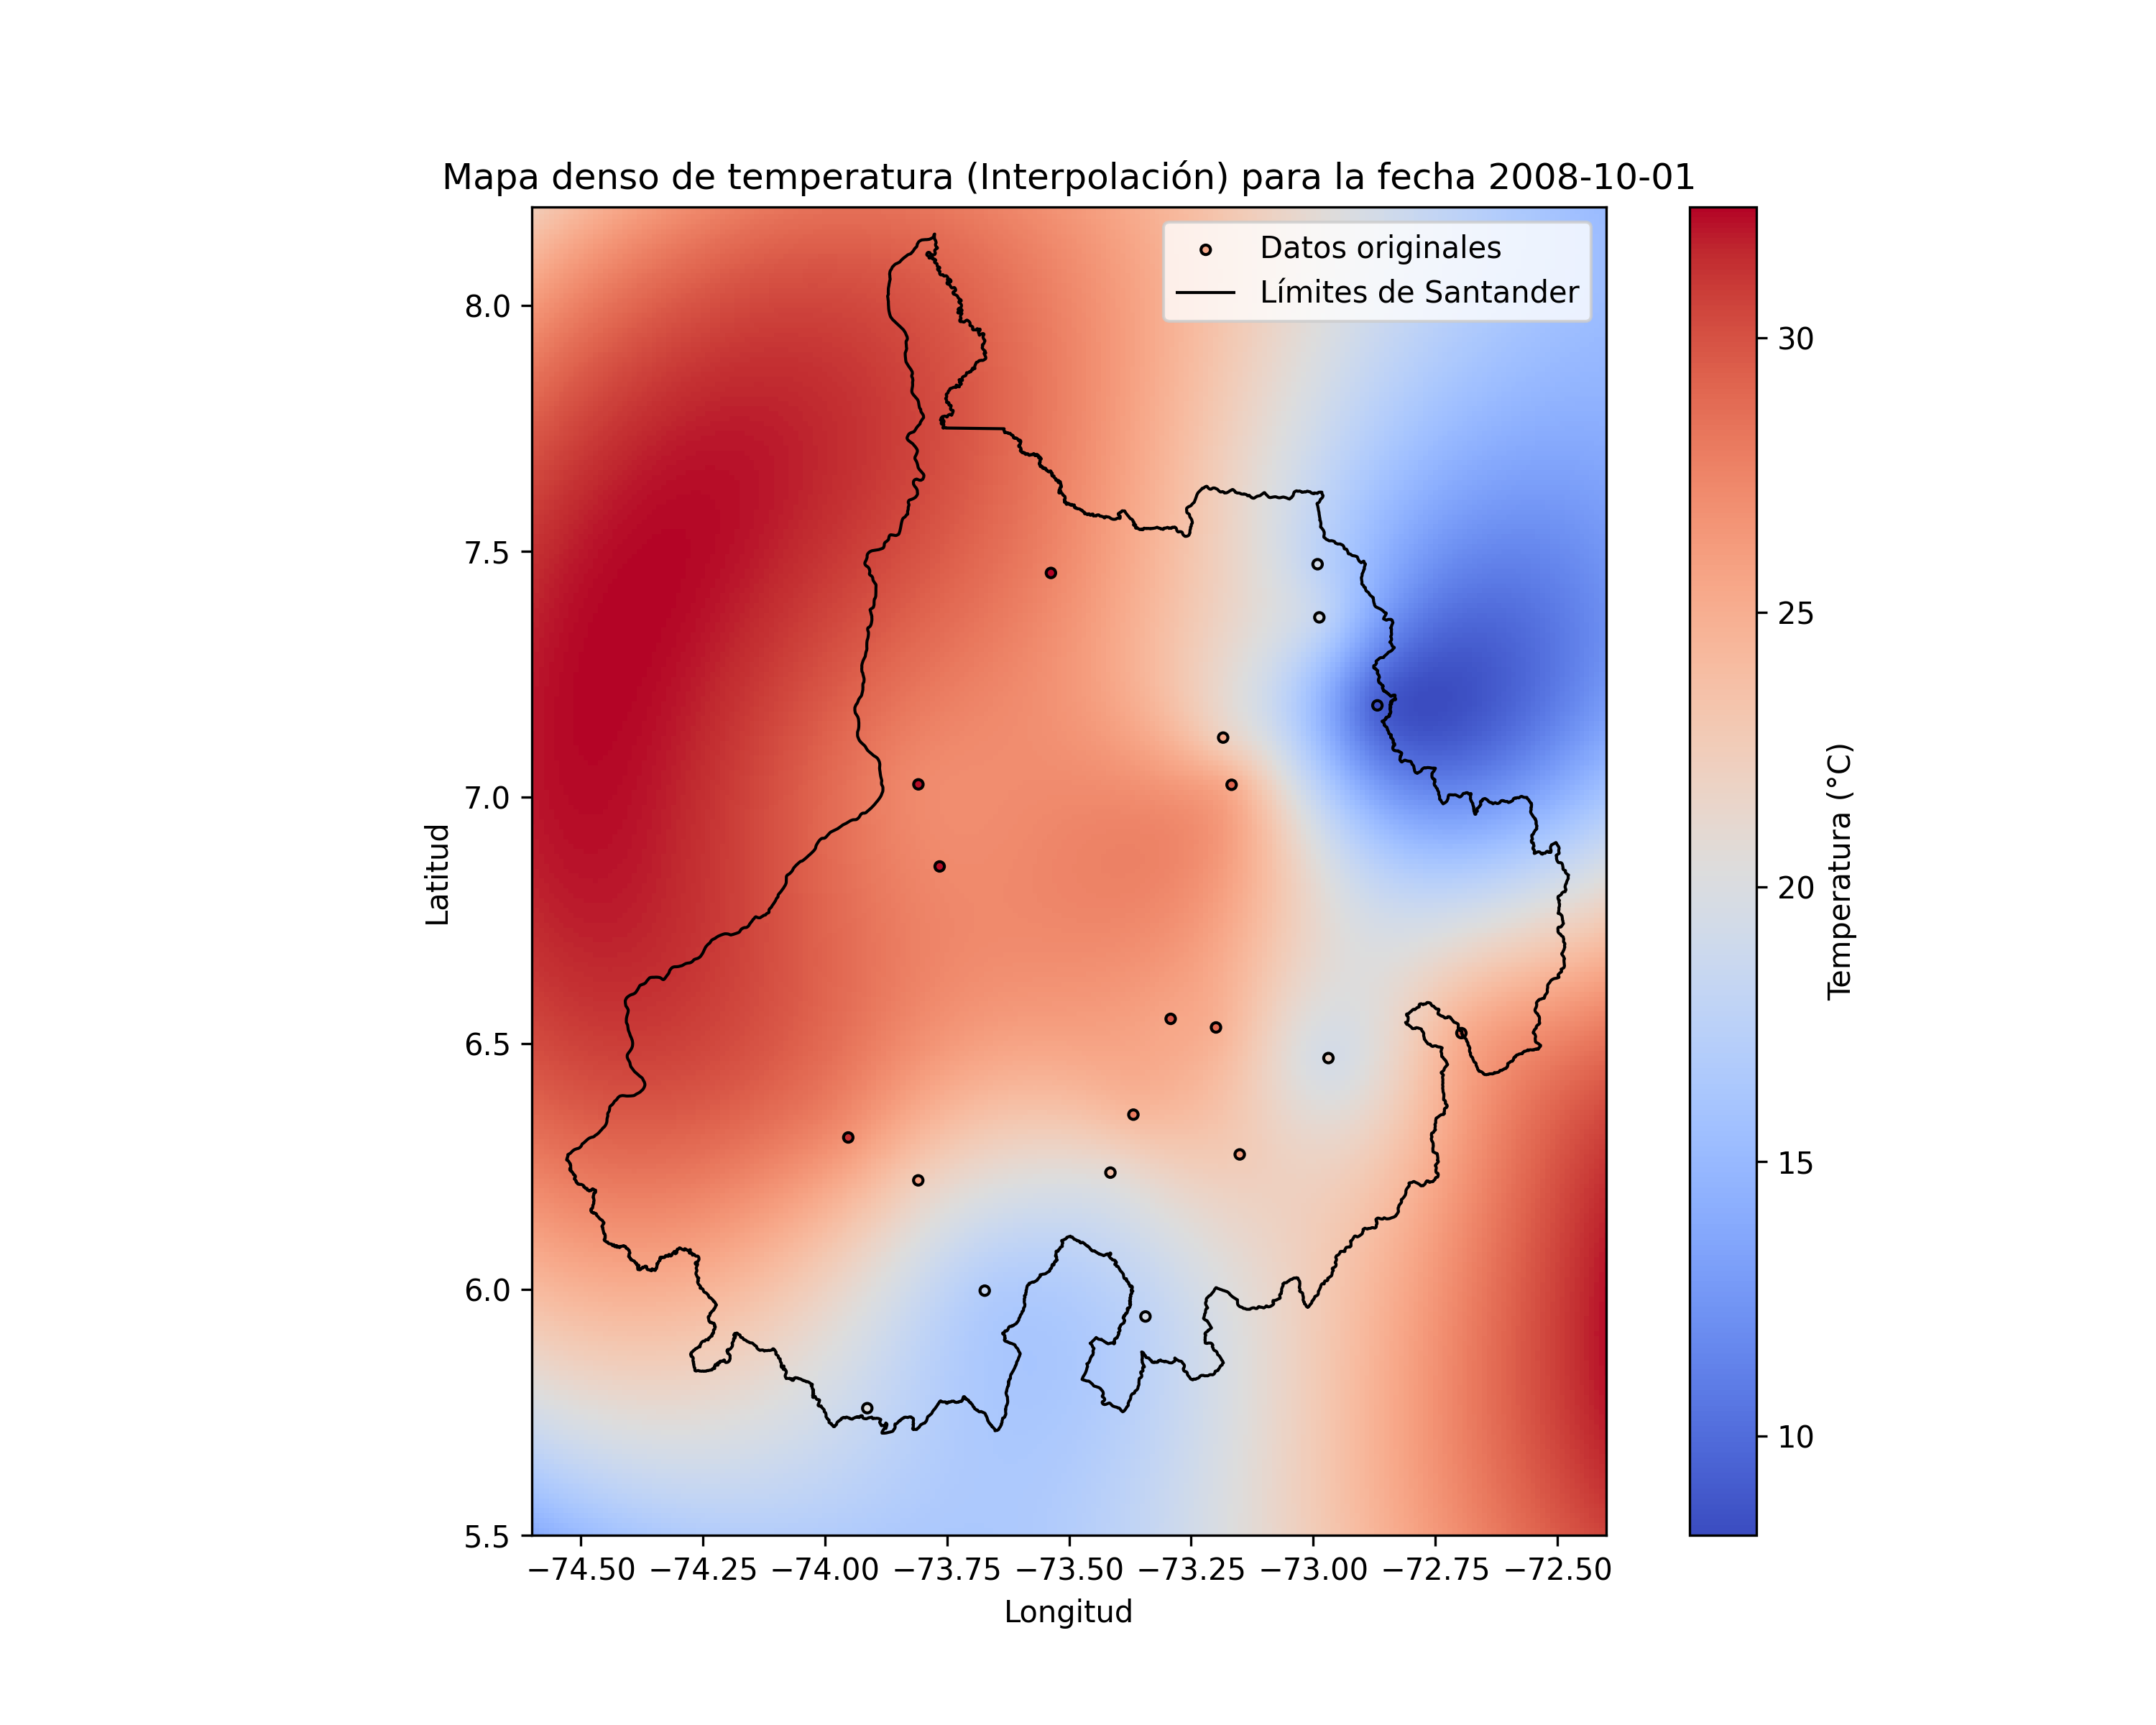 Mapa denso de temperatura (Interpolación) para la fecha 2008-10-01
Datos originales
Límites de Santander
8.0
7.5
7.0
6.5
6.0
5.5
Latitud
−74.50 −74.25 −74.00 −73.75 −73.50 −73.25 −73.00 −72.75 −72.50
Longitud
30
25
20
15
10
Temperatura (°C)